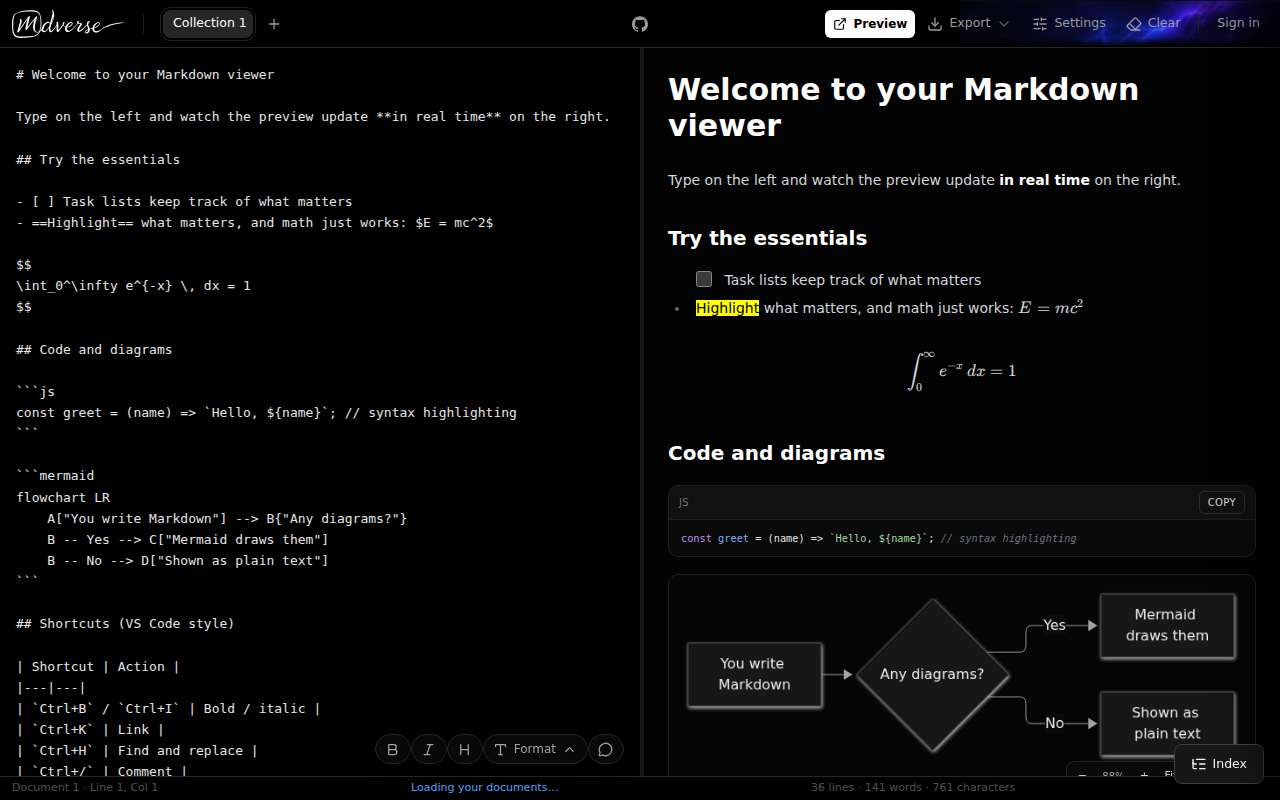 Mdverse
Collection 1
Preview
Export
Settings
Clear
Sign in
# Welcome to your Markdown viewer
Type on the left and watch the preview update **in real time** on the right.
## Try the essentials
- [ ] Task lists keep track of what matters
- ==Highlight== what matters, and math just works: $E = mc^2$
$$
\int_0^\infty e^{-x} \, dx = 1
$$
## Code and diagrams
```js
const greet = (name) => `Hello, ${name}`; // syntax highlighting
```
```mermaid
flowchart LR
    A["You write Markdown"] --> B{"Any diagrams?"}
    B -- Yes --> C["Mermaid draws them"]
    B -- No --> D["Shown as plain text"]
```
## Shortcuts (VS Code style)
| Shortcut | Action |
|---|---|
| `Ctrl+B` / `Ctrl+I` | Bold / italic |
| `Ctrl+K` | Link |
| `Ctrl+H` | Find and replace |
| `Ctrl+/` | Comment |
B
I
H
Format
Welcome to your Markdown
viewer
Type on the left and watch the preview update in real time on the right.
Try the essentials
Task lists keep track of what matters
• Highlight what matters, and math just works: E = mc²
∫₀^∞ e^{−x} dx = 1
Code and diagrams
JS
COPY
const greet = (name) => `Hello, ${name}`; // syntax highlighting
You write
Markdown
Any diagrams?
Yes
Mermaid
draws them
No
Shown as
plain text
88%
Index
Document 1 · Line 1, Col 1
Loading your documents…
36 lines · 141 words · 761 characters